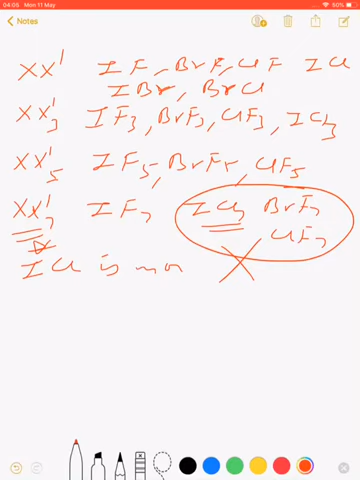 04:05 Mon 11 May 50%
Notes
XX' IF, BrF, ClF ICl
IBr, BrCl
XX'3 IF3, BrF3, ClF3, ICl3
XX'5 IF5, BrF5, ClF5
XX'7 IF7 ICl7 BrF7
ClF7
ICl is mor